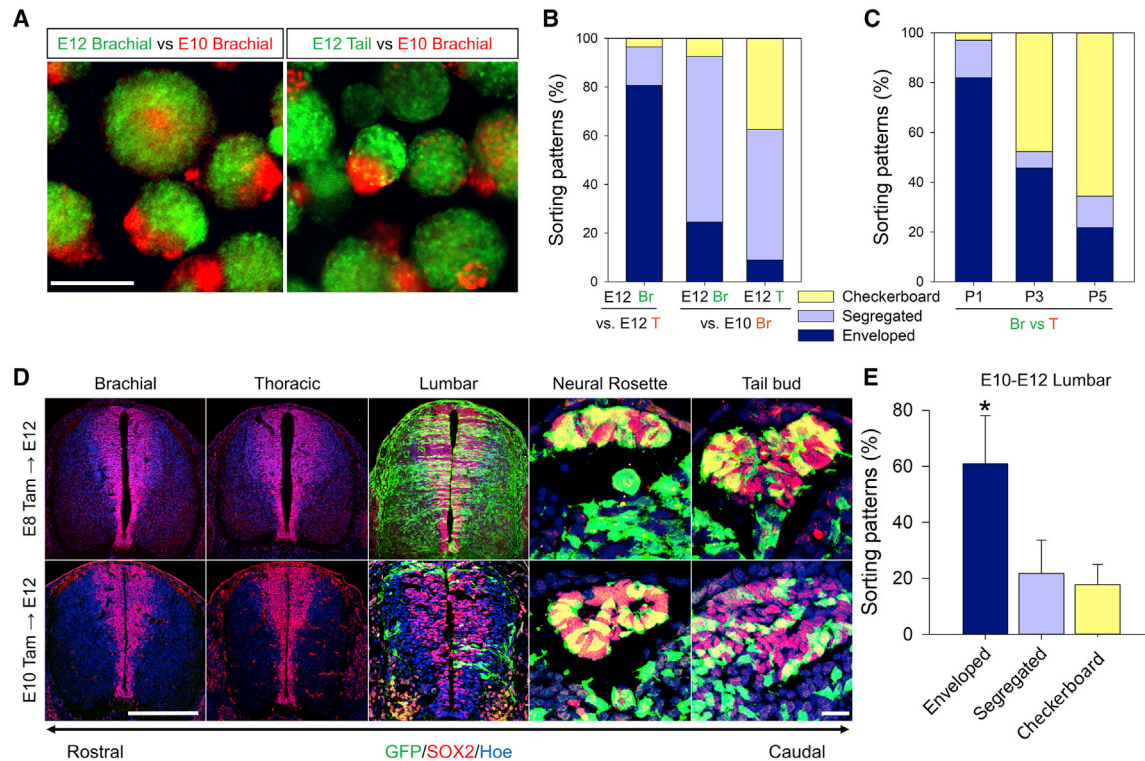 A
E12 Brachial vs E10 Brachial
E12 Tail vs E10 Brachial
B
Sorting patterns (%)
100
80
60
40
20
0
E12 Br
E12 Br
E12 T
vs. E12 T
vs. E10 Br
Checkerboard
Segregated
Enveloped
C
Sorting patterns (%)
100
80
60
40
20
0
P1
P3
P5
Br vs T
D
Brachial
Thoracic
Lumbar
Neural Rosette
Tail bud
E8 Tam → E12
E10 Tam → E12
Rostral
GFP/SOX2/Hoe
Caudal
E
E10-E12 Lumbar
Sorting patterns (%)
80
60
40
20
0
*
Enveloped
Segregated
Checkerboard